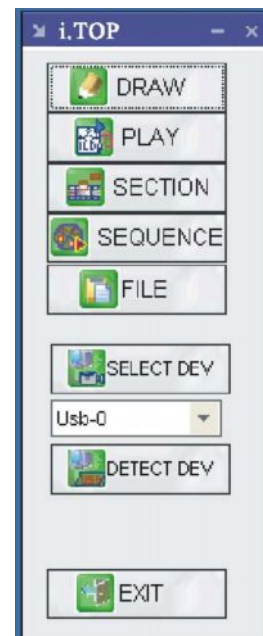 i.TOP
DRAW
PLAY
SECTION
SEQUENCE
FILE
SELECT DEV
Usb-0
DETECT DEV
EXIT